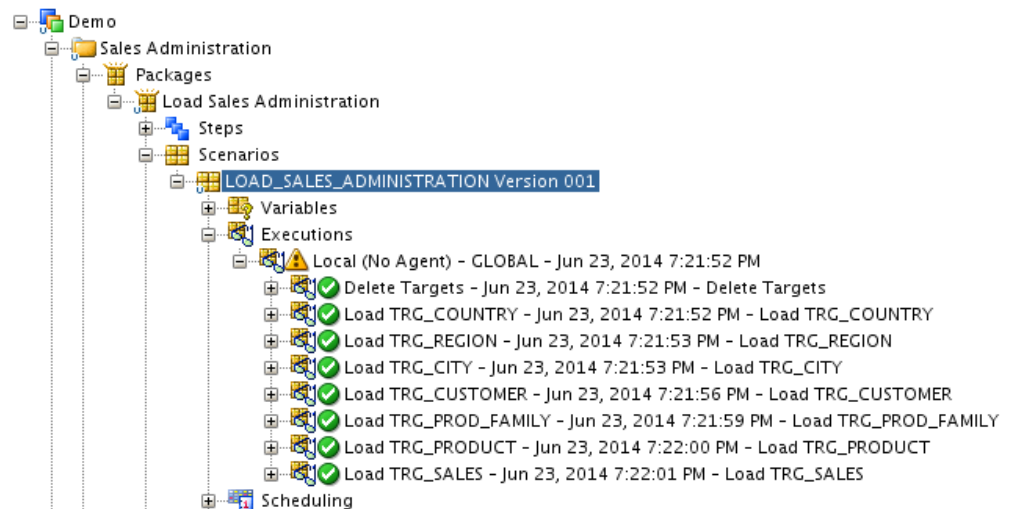 Demo
Sales Administration
Packages
Load Sales Administration
Steps
Scenarios
LOAD_SALES_ADMINISTRATION Version 001
Variables
Executions
Local (No Agent) - GLOBAL - Jun 23, 2014 7:21:52 PM
Delete Targets - Jun 23, 2014 7:21:52 PM - Delete Targets
Load TRG_COUNTRY - Jun 23, 2014 7:21:52 PM - Load TRG_COUNTRY
Load TRG_REGION - Jun 23, 2014 7:21:53 PM - Load TRG_REGION
Load TRG_CITY - Jun 23, 2014 7:21:53 PM - Load TRG_CITY
Load TRG_CUSTOMER - Jun 23, 2014 7:21:56 PM - Load TRG_CUSTOMER
Load TRG_PROD_FAMILY - Jun 23, 2014 7:21:59 PM - Load TRG_PROD_FAMILY
Load TRG_PRODUCT - Jun 23, 2014 7:22:00 PM - Load TRG_PRODUCT
Load TRG_SALES - Jun 23, 2014 7:22:01 PM - Load TRG_SALES
Scheduling